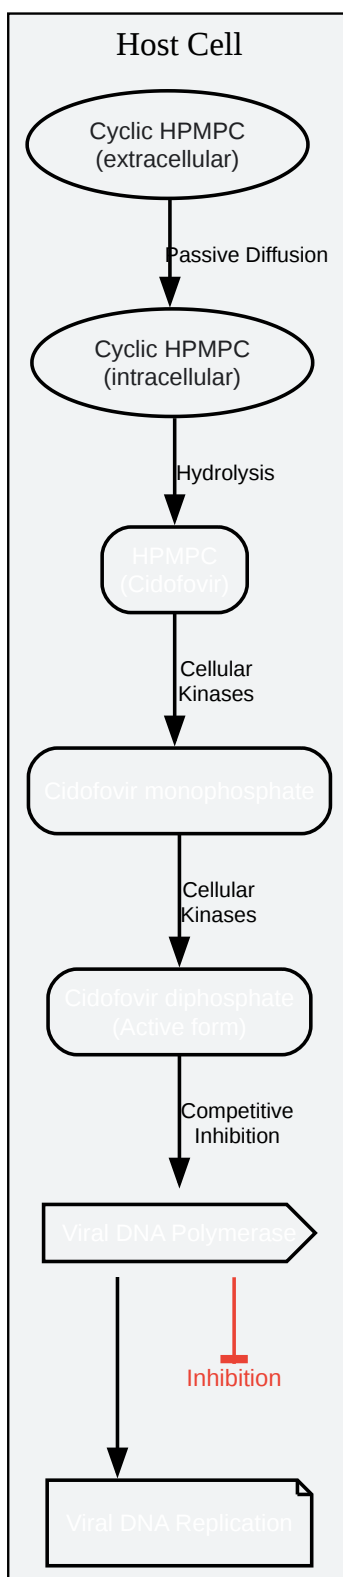 Host Cell
Cyclic HPMPC
(extracellular)
Passive Diffusion
Cyclic HPMPC
(intracellular)
Hydrolysis
HPMPC
(Cidofovir)
Cellular
Kinases
Cidofovir monophosphate
Cellular
Kinases
Cidofovir diphosphate
(Active form)
Competitive
Inhibition
Viral DNA Polymerase
Inhibition
Viral DNA Replication